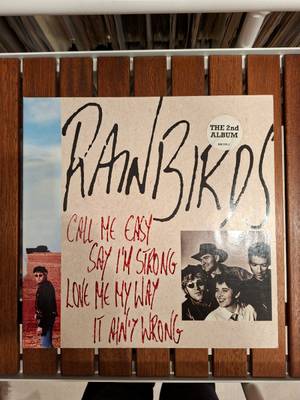 RAINBIRDS
THE 2nd
ALBUM
CALL ME EASY
SAY I'M STRONG
LOVE ME MY WAY
IT AIN'T WRONG